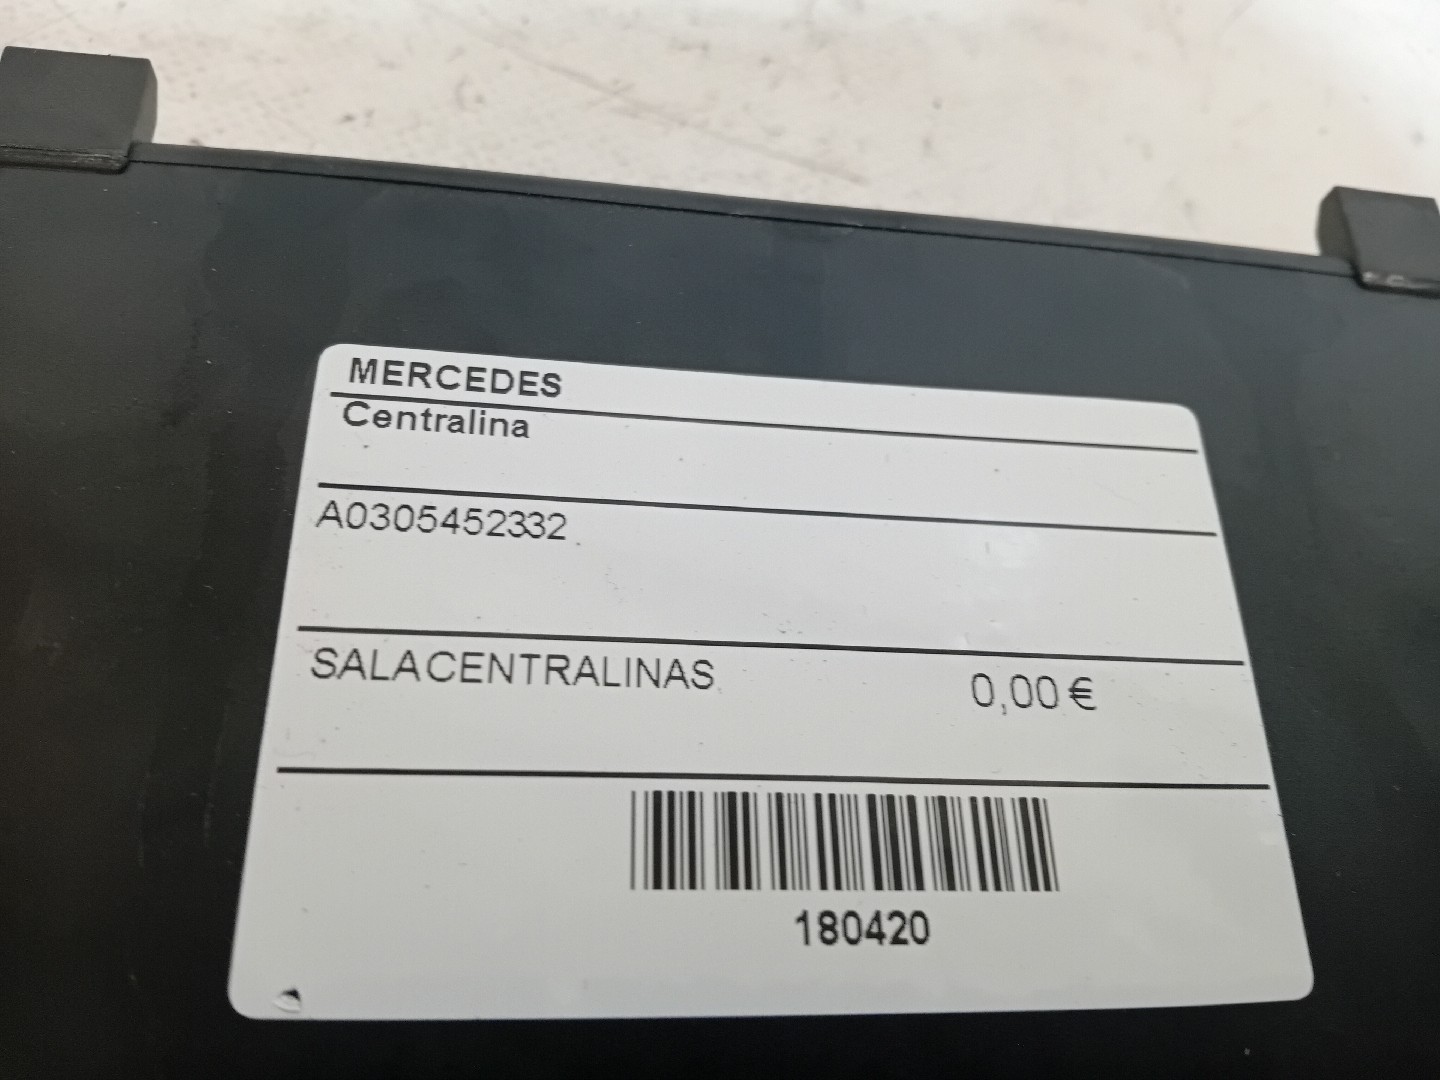 MERCEDES
Centralina
A0305452332
SALACENTRALINAS 0,00 €
180420